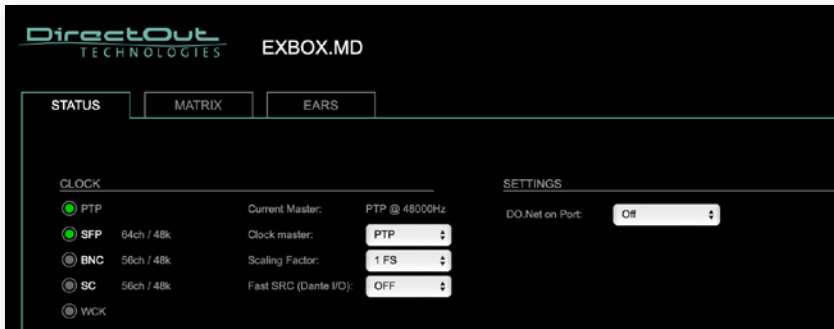 DirectOut
TECHNOLOGIES
EXBOX.MD
STATUS MATRIX EARS
CLOCK
PTP Current Master: PTP @ 48000Hz
SFP 64ch / 48k Clock master: PTP
BNC 56ch / 48k Scaling Factor: 1 FS
SC 56ch / 48k Fast SRC (Dante I/O): OFF
WCK
SETTINGS
DO.Net on Port: Off